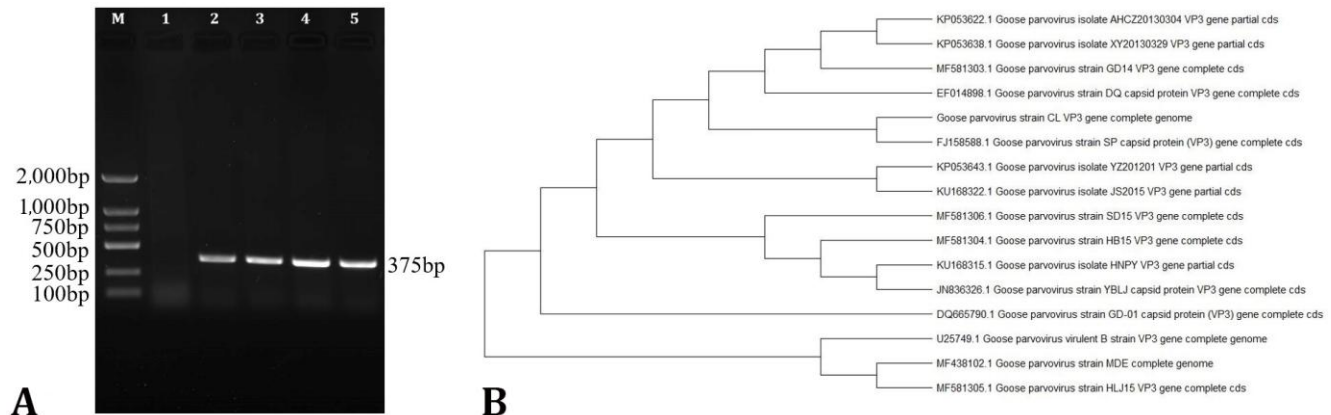 M 1 2 3 4 5
2,000bp
1,000bp
750bp
500bp
250bp
100bp
375bp
A
KP053622.1 Goose parvovirus isolate AHCZ20130304 VP3 gene partial cds
KP053638.1 Goose parvovirus isolate XY20130329 VP3 gene partial cds
MF581303.1 Goose parvovirus strain GD14 VP3 gene complete cds
EF014898.1 Goose parvovirus strain DQ capsid protein VP3 gene complete cds
Goose parvovirus strain CL VP3 gene complete genome
FJ158588.1 Goose parvovirus strain SP capsid protein (VP3) gene complete cds
KP053643.1 Goose parvovirus isolate YZ201201 VP3 gene partial cds
KU168322.1 Goose parvovirus isolate JS2015 VP3 gene partial cds
MF581306.1 Goose parvovirus strain SD15 VP3 gene complete cds
MF581304.1 Goose parvovirus strain HB15 VP3 gene complete cds
KU168315.1 Goose parvovirus isolate HNPY VP3 gene partial cds
JN836326.1 Goose parvovirus strain YBLJ capsid protein VP3 gene complete cds
DQ665790.1 Goose parvovirus strain GD-01 capsid protein (VP3) gene complete cds
U25749.1 Goose parvovirus virulent B strain VP3 gene complete genome
MF438102.1 Goose parvovirus strain MDE complete genome
MF581305.1 Goose parvovirus strain HLJ15 VP3 gene complete cds
B